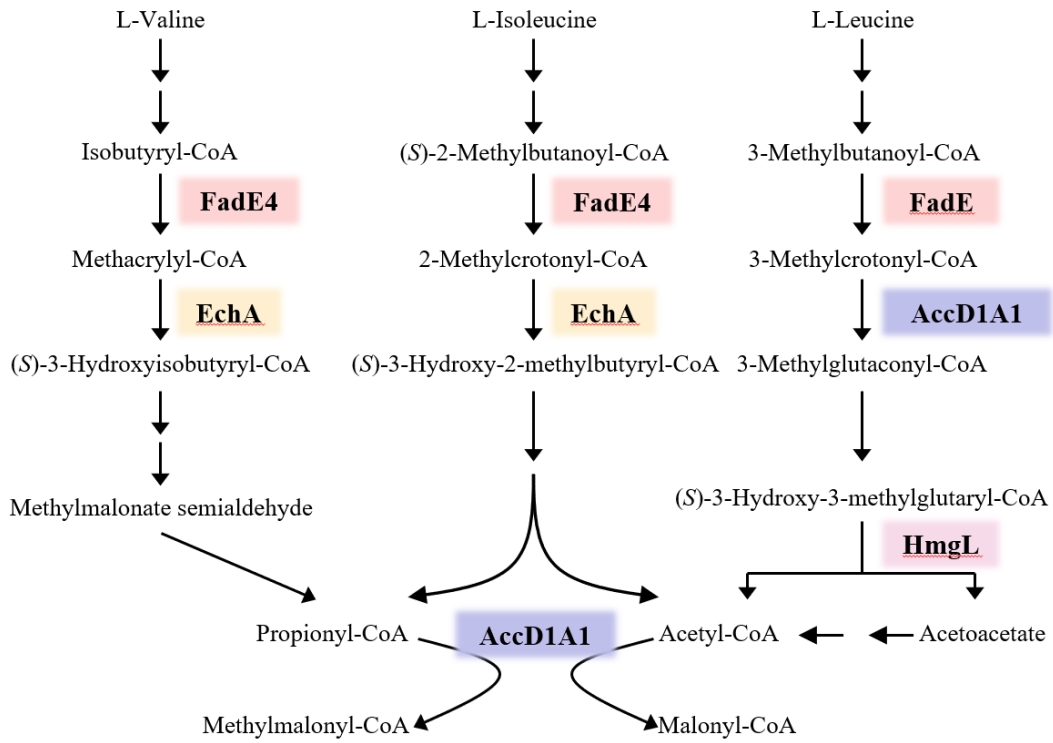 L-Valine
L-Isoleucine
L-Leucine
Isobutyryl-CoA
(S)-2-Methylbutanoyl-CoA
3-Methylbutanoyl-CoA
FadE4
FadE4
FadE
Methacrylyl-CoA
2-Methylcrotonyl-CoA
3-Methylcrotonyl-CoA
EchA
EchA
AccD1A1
(S)-3-Hydroxyisobutyryl-CoA
(S)-3-Hydroxy-2-methylbutyryl-CoA
3-Methylglutaconyl-CoA
Methylmalonate semialdehyde
(S)-3-Hydroxy-3-methylglutaryl-CoA
HmgL
Propionyl-CoA
AccD1A1
Acetyl-CoA
Acetoacetate
Methylmalonyl-CoA
Malonyl-CoA